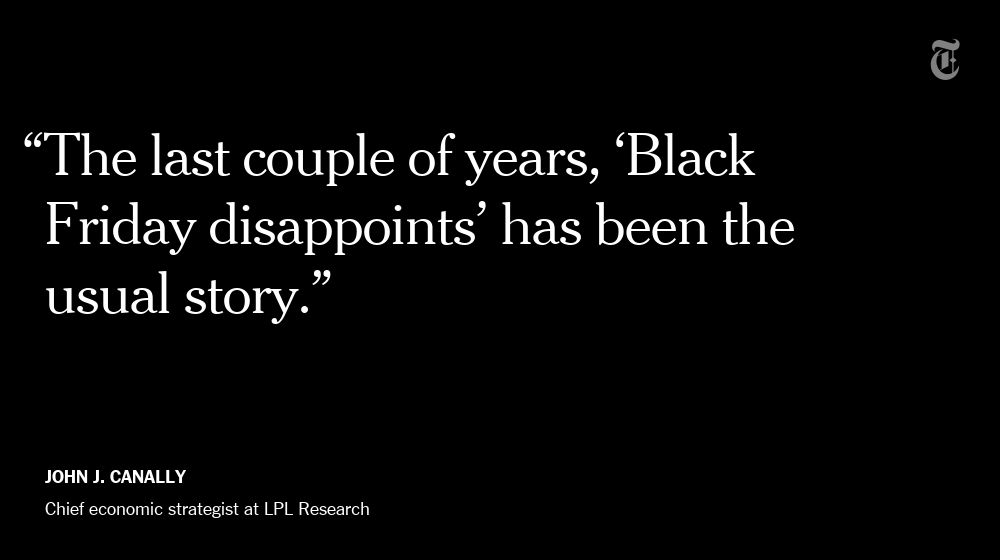 “The last couple of years, ‘Black
Friday disappoints’ has been the
usual story.”
JOHN J. CANALLY
Chief economic strategist at LPL Research